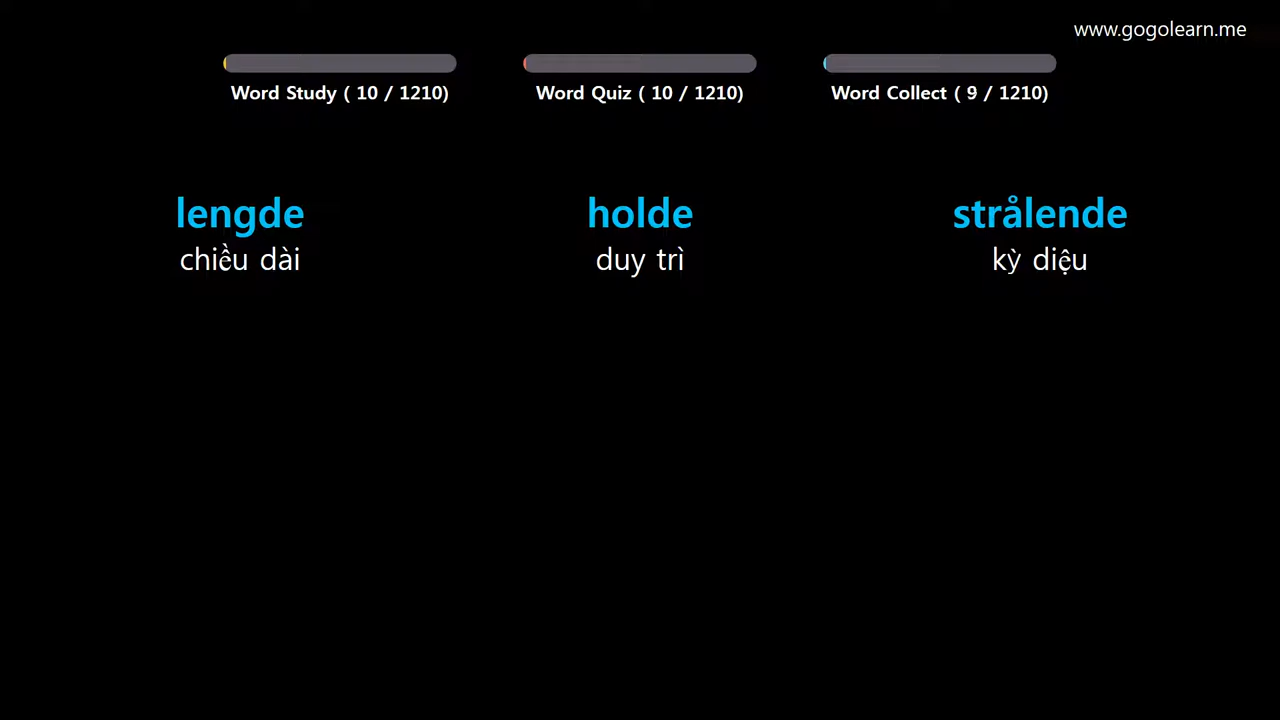 www.gogolearn.me
Word Study ( 10 / 1210)
Word Quiz ( 10 / 1210)
Word Collect ( 9 / 1210)
lengde
chiều dài
holde
duy trì
strålende
kỳ diệu